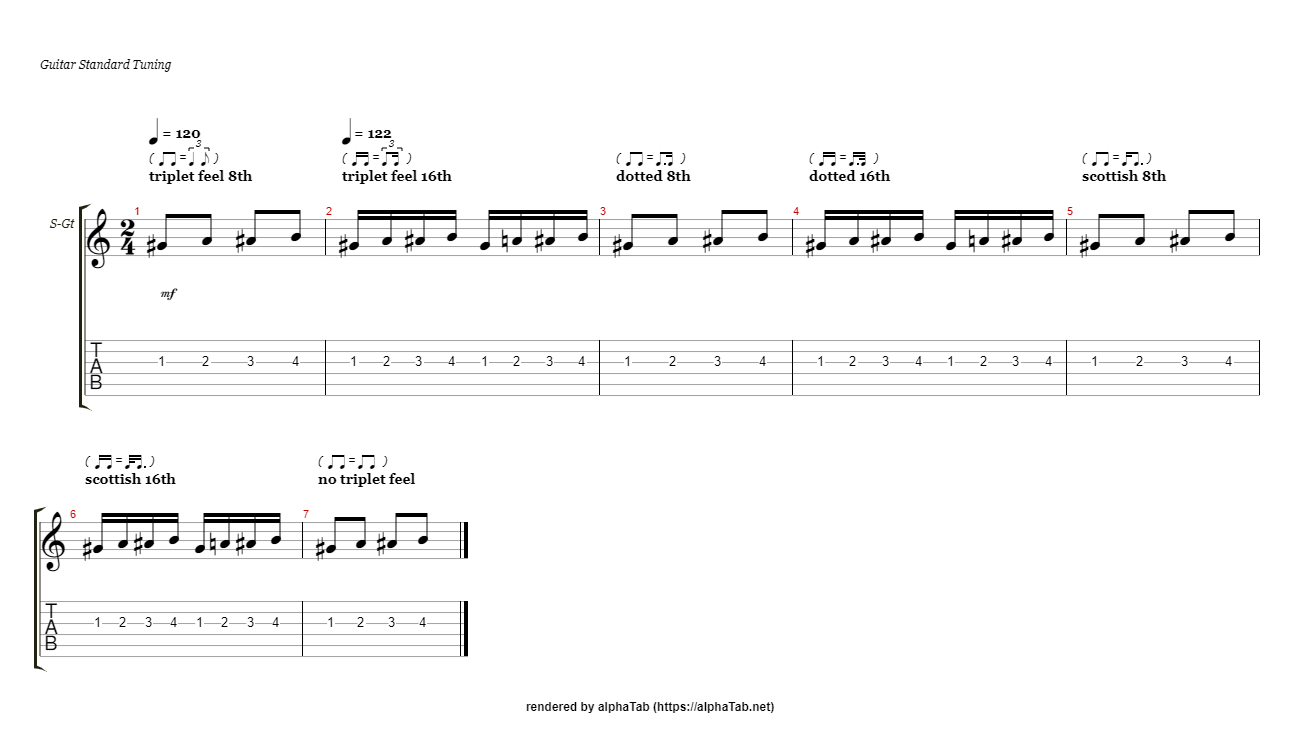 Guitar Standard Tuning
= 120 = 122
( = 3 ) ( = 3 ) ( = ) ( = ) ( = )
triplet feel 8th triplet feel 16th dotted 8th dotted 16th scottish 8th
S-Gt 2 4 1 2 3 4 5
mf
T A B 1 2 3 4 1 2 3 4 1 2 3 4 1 2 3 4 1 2 3 4 1 2 3 4 1 2 3 4
( = ) ( = )
scottish 16th no triplet feel
6 7
T A B 1 2 3 4 1 2 3 4 1 2 3 4
rendered by alphaTab (https://alphaTab.net)